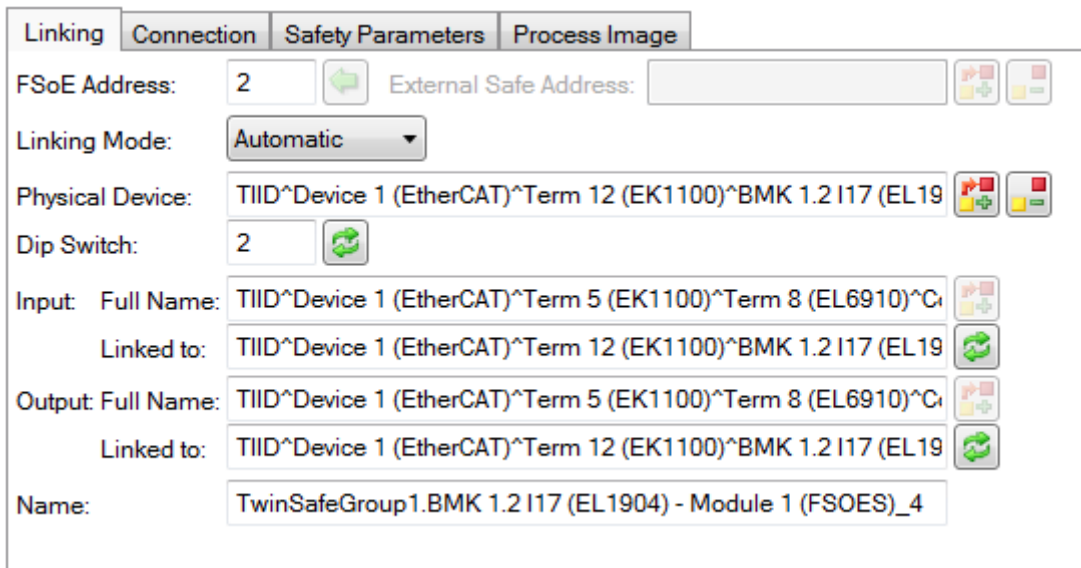 Linking Connection Safety Parameters Process Image
FSoE Address: 2 External Safe Address:
Linking Mode: Automatic
Physical Device: TIID^Device 1 (EtherCAT)^Term 12 (EK1100)^BMK 1.2 I17 (EL19
Dip Switch: 2
Input: Full Name: TIID^Device 1 (EtherCAT)^Term 5 (EK1100)^Term 8 (EL6910)^Co
Linked to: TIID^Device 1 (EtherCAT)^Term 12 (EK1100)^BMK 1.2 I17 (EL19
Output: Full Name: TIID^Device 1 (EtherCAT)^Term 5 (EK1100)^Term 8 (EL6910)^Co
Linked to: TIID^Device 1 (EtherCAT)^Term 12 (EK1100)^BMK 1.2 I17 (EL19
Name: TwinSafeGroup1.BMK 1.2 I17 (EL1904) - Module 1 (FSOES)_4